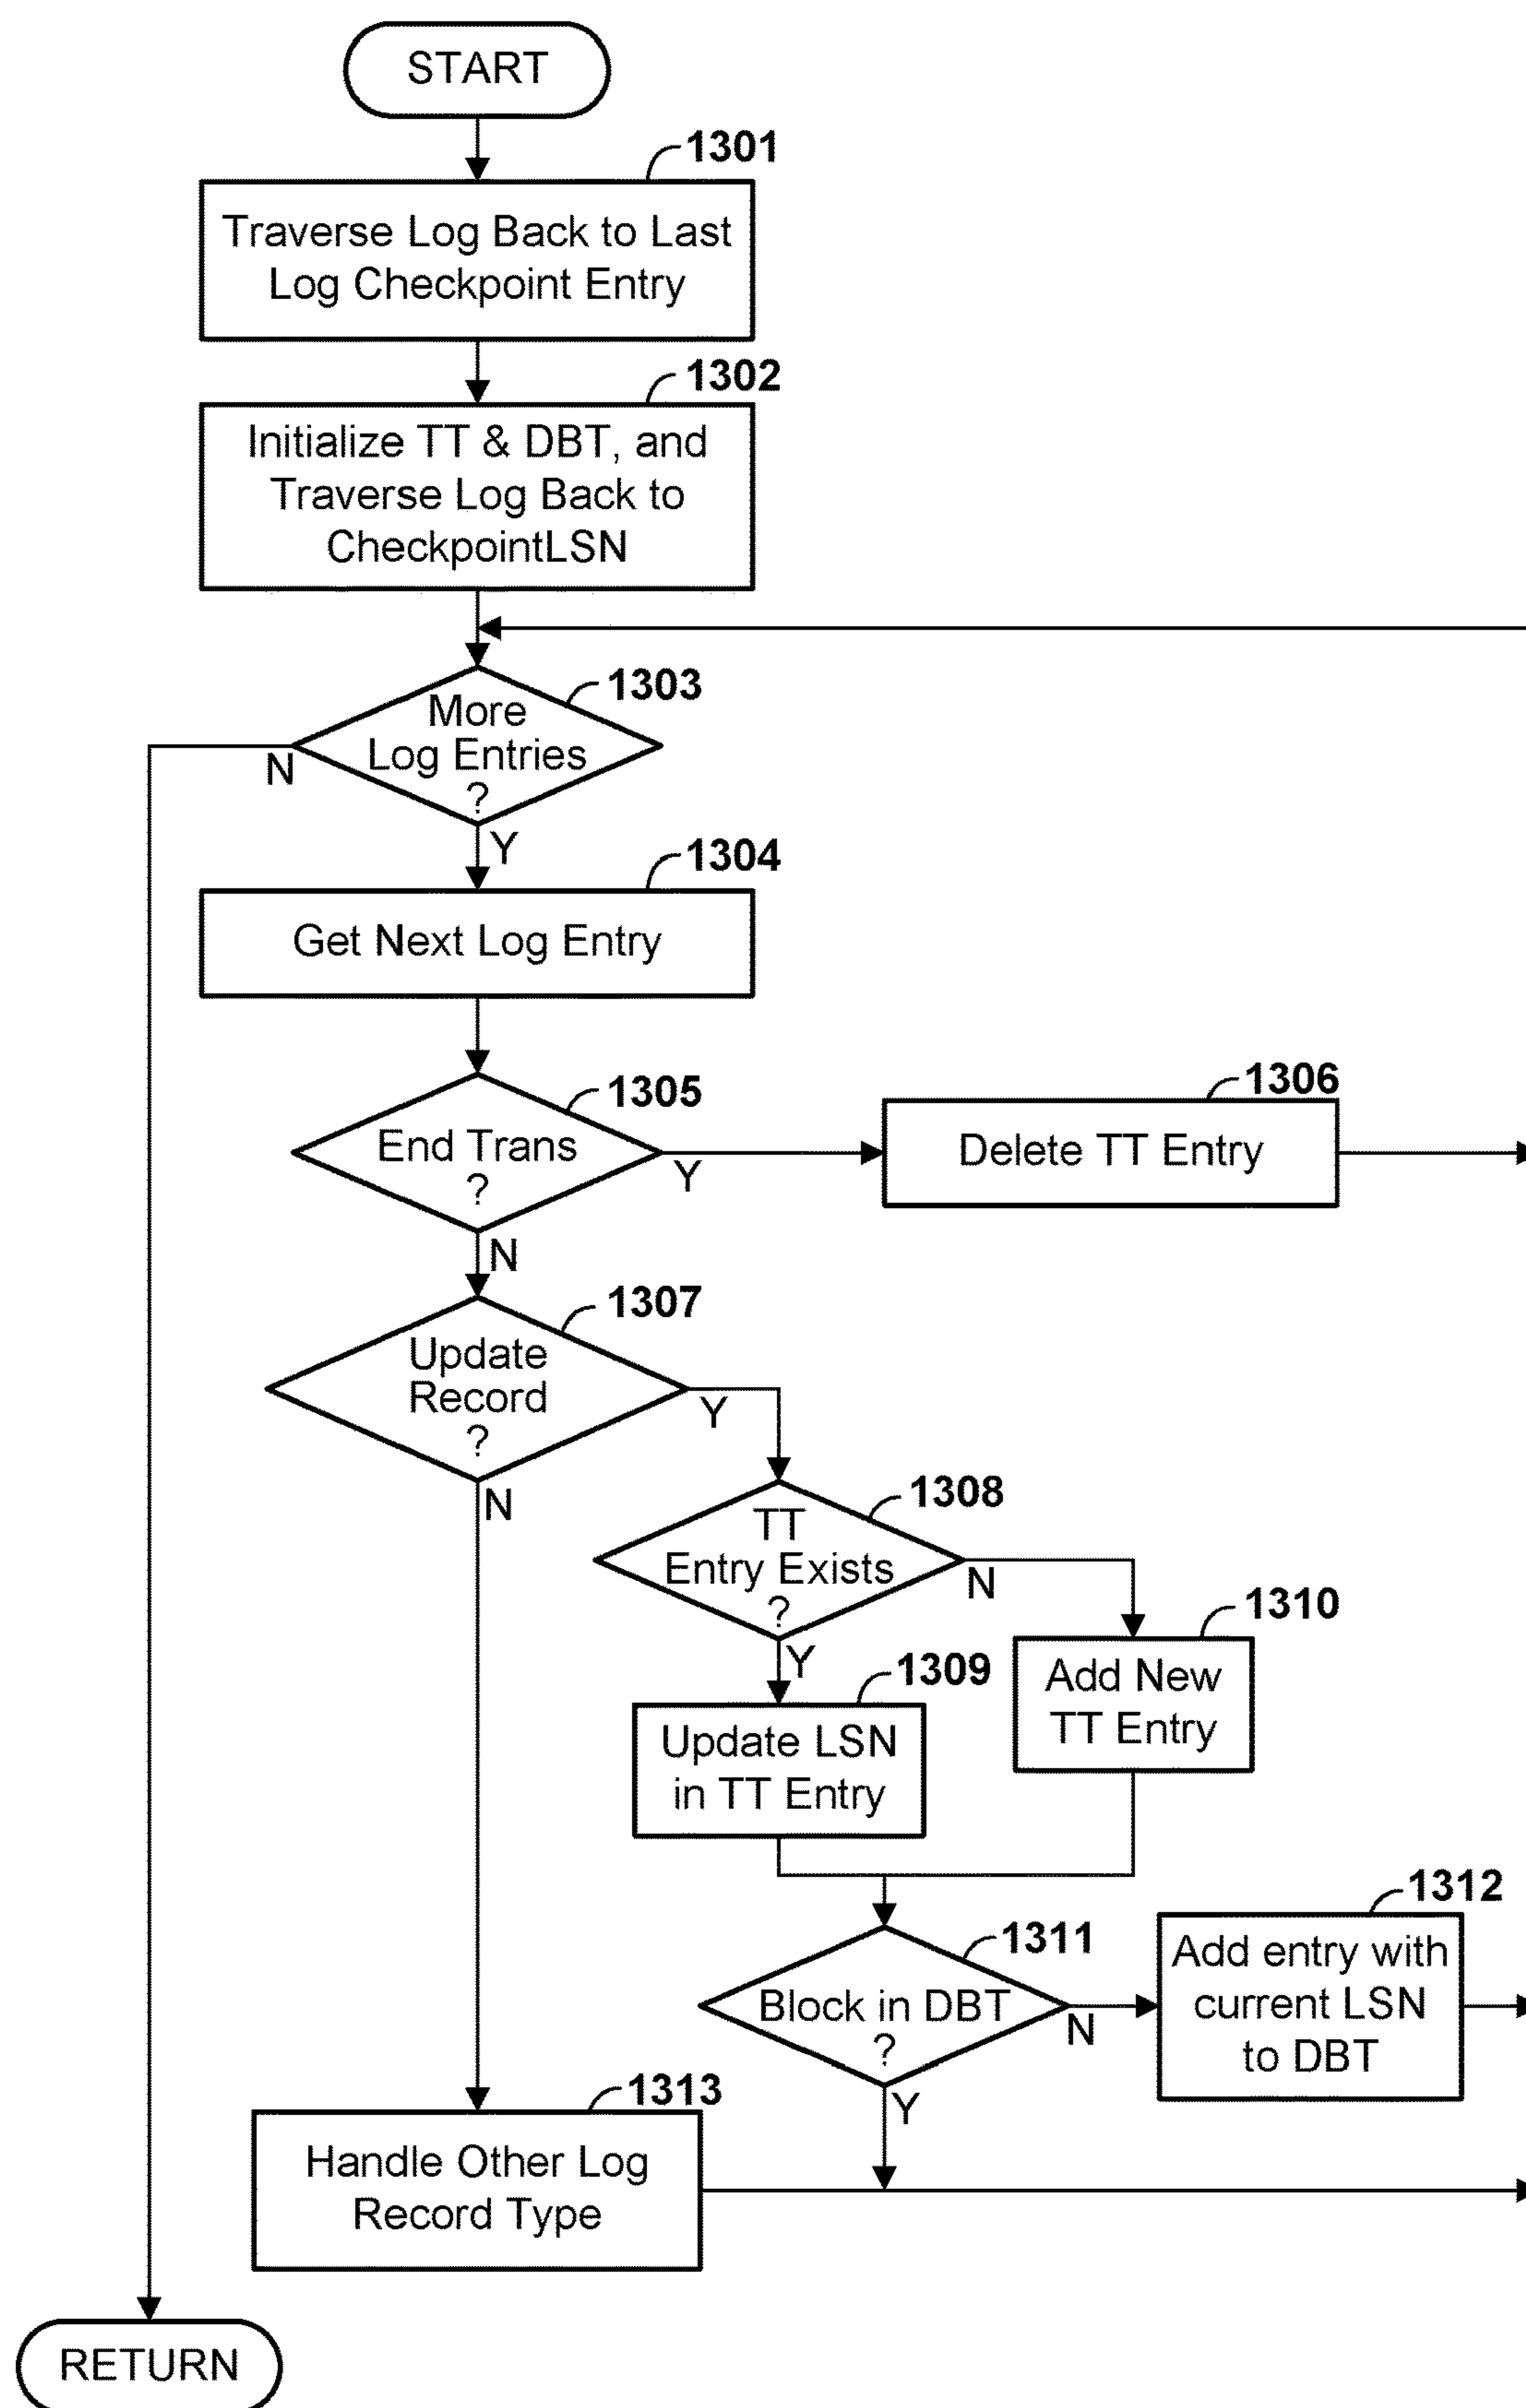 START
1301
Traverse Log Back to Last
Log Checkpoint Entry
1302
Initialize TT & DBT, and
Traverse Log Back to
CheckpointLSN
1303
More
Log Entries
?
N
Y
1304
Get Next Log Entry
1305
End Trans
?
Y
N
1306
Delete TT Entry
1307
Update
Record
?
Y
N
1308
TT
Entry Exists
?
N
Y
1309
Update LSN
in TT Entry
1310
Add New
TT Entry
1311
Block in DBT
?
N
Y
1312
Add entry with
current LSN
to DBT
1313
Handle Other Log
Record Type
RETURN